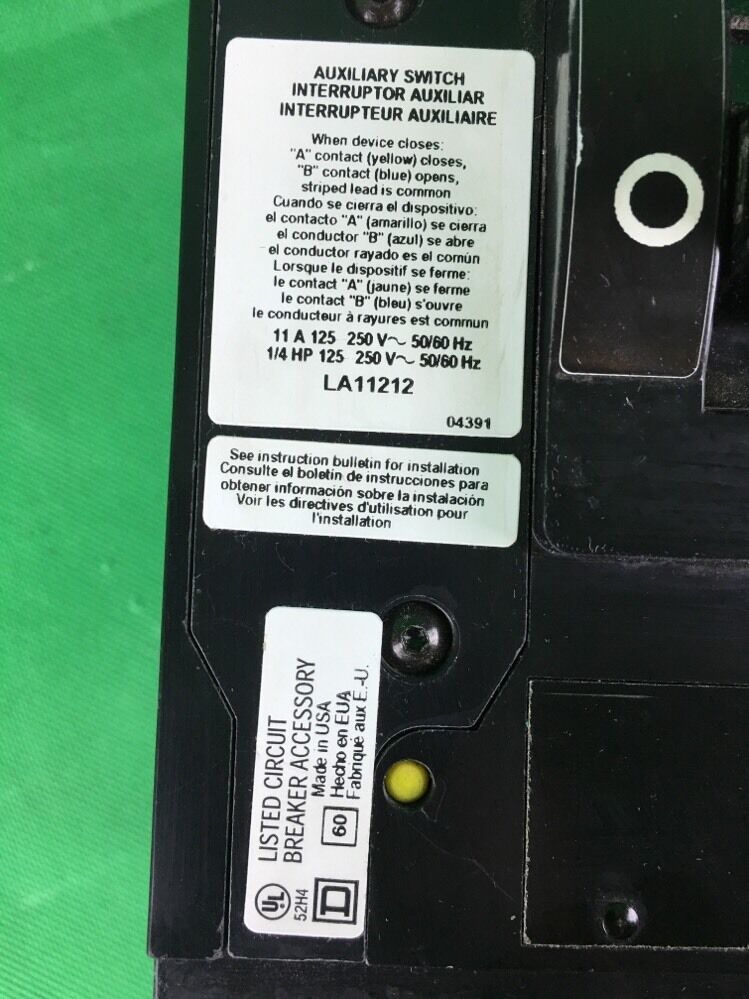 AUXILIARY SWITCH
INTERRUPTOR AUXILIAR
INTERRUPTEUR AUXILIAIRE
When device closes:
"A" contact (yellow) closes,
"B" contact (blue) opens,
striped lead is common
Cuando se cierra el dispositivo:
el contacto "A" (amarillo) se cierra
el conductor "B" (azul) se abre
el conductor rayado es el común
Lorsque le dispositif se ferme:
le contact "A" (jaune) se ferme
le contact "B" (bleu) s'ouvre
le conducteur à rayures est commun
11 A 125 250 V~ 50/60 Hz
1/4 HP 125 250 V~ 50/60 Hz
LA11212
04391
See instruction bulletin for installation
Consulte el boletin de instrucciones para
obtener información sobre la instalación
Voir les directives d'utilisation pour
l'installation
LISTED CIRCUIT
BREAKER ACCESSORY
Made in USA
Hecho en EUA
Fabriqué aux E.-U.
60
UL
52H4
D